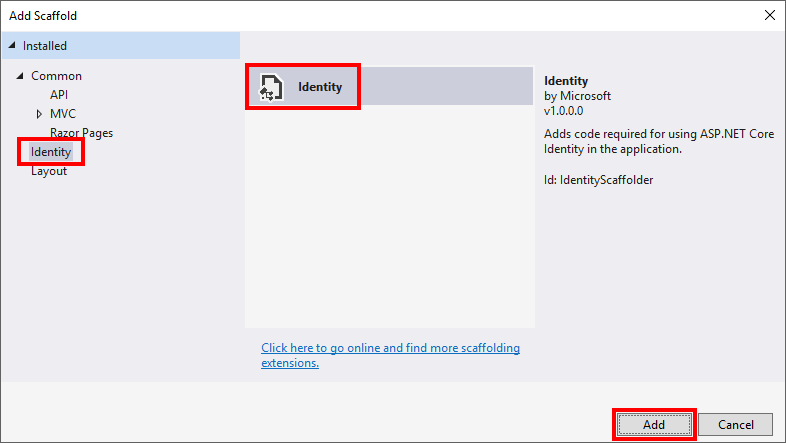 Add Scaffold
Installed
Common
API
MVC
Razor Pages
Identity
Layout
Identity
Click here to go online and find more scaffolding
extensions.
Identity
by Microsoft
v1.0.0.0
Adds code required for using ASP.NET Core
Identity in the application.
Id: IdentityScaffolder
Add
Cancel